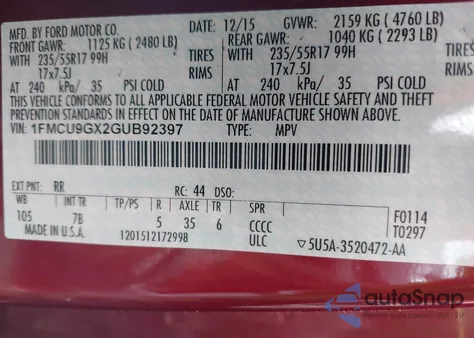 MFD. BY FORD MOTOR CO. 12/15 GVWR: 2159 KG ( 4760 LB)
FRONT GAWR: 1125 KG ( 2480 LB) REAR GAWR: 1040 KG ( 2293 LB)
WITH 235/55R17 99H TIRES WITH 235/55R17 99H TIRES
17x7.5J RIMS 17x7.5J RIMS
AT 240 kPa/ 35 PSI COLD AT 240 kPa/ 35 PSI COLD
THIS VEHICLE CONFORMS TO ALL APPLICABLE FEDERAL MOTOR VEHICLE SAFETY AND THEFT
PREVENTION STANDARDS IN EFFECT ON THE DATE OF MANUFACTURE SHOWN ABOVE.
VIN: 1FMCU9GX2GUB92397 TYPE: MPV
EXT PNT: RR RC: 44 DSO:
WB INT TR TP/PS R AXLE TR SPR F0114
105 7B 5 35 6 CCCC T0297
MADE IN U.S.A. 1201512172998 ULC ▽5U5A-3520472-AA
autoSnap